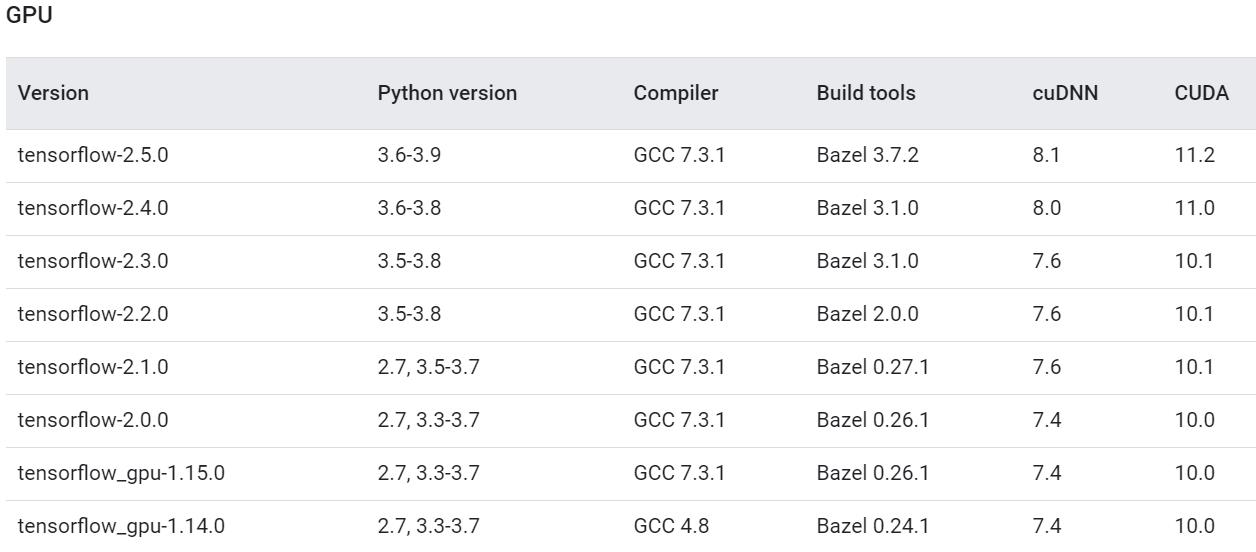 GPU
Version Python version Compiler Build tools cuDNN CUDA
tensorflow-2.5.0 3.6-3.9 GCC 7.3.1 Bazel 3.7.2 8.1 11.2
tensorflow-2.4.0 3.6-3.8 GCC 7.3.1 Bazel 3.1.0 8.0 11.0
tensorflow-2.3.0 3.5-3.8 GCC 7.3.1 Bazel 3.1.0 7.6 10.1
tensorflow-2.2.0 3.5-3.8 GCC 7.3.1 Bazel 2.0.0 7.6 10.1
tensorflow-2.1.0 2.7, 3.5-3.7 GCC 7.3.1 Bazel 0.27.1 7.6 10.1
tensorflow-2.0.0 2.7, 3.3-3.7 GCC 7.3.1 Bazel 0.26.1 7.4 10.0
tensorflow_gpu-1.15.0 2.7, 3.3-3.7 GCC 7.3.1 Bazel 0.26.1 7.4 10.0
tensorflow_gpu-1.14.0 2.7, 3.3-3.7 GCC 4.8 Bazel 0.24.1 7.4 10.0